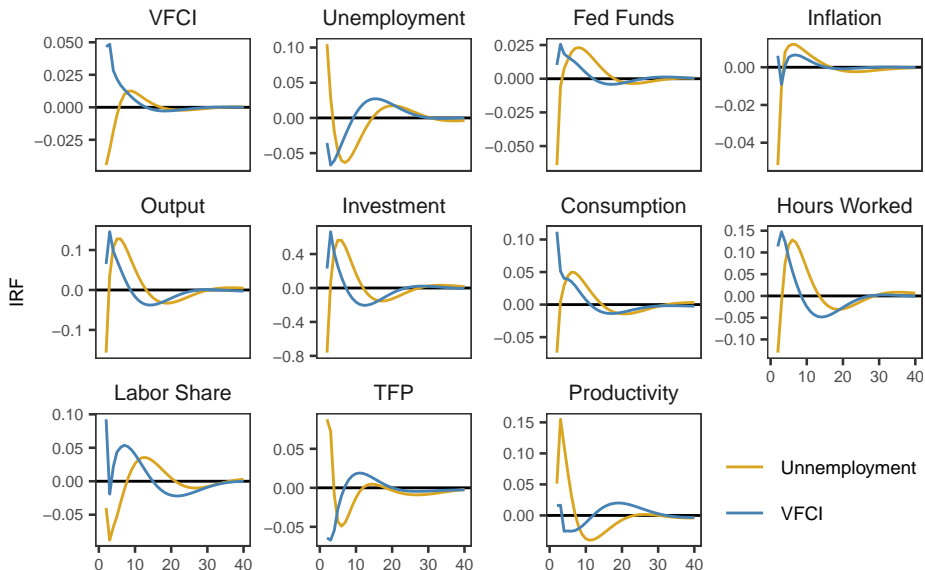 VFCI
Unemployment
Fed Funds
Inflation
0.050
0.025
0.000
−0.025
0.10
0.05
0.00
−0.05
0.025
0.000
−0.025
−0.050
0.00
−0.02
−0.04
Output
Investment
Consumption
Hours Worked
IRF
0.1
0.0
−0.1
0.4
0.0
−0.4
−0.8
0.10
0.05
0.00
−0.05
0.15
0.10
0.05
0.00
−0.05
−0.10
0 10 20 30 40
Labor Share
TFP
Productivity
0.10
0.05
0.00
−0.05
0.05
0.00
−0.05
0.15
0.10
0.05
0.00
0 10 20 30 40
0 10 20 30 40
0 10 20 30 40
Unnemployment
VFCI